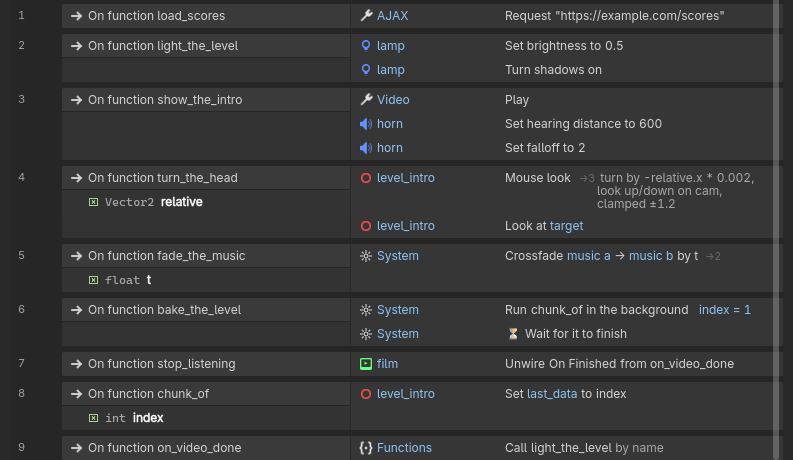 1 → On function load_scores AJAX Request "https://example.com/scores"
2 → On function light_the_level lamp Set brightness to 0.5
lamp Turn shadows on
3 → On function show_the_intro Video Play
horn Set hearing distance to 600
horn Set falloff to 2
4 → On function turn_the_head level_intro Mouse look →3 turn by -relative.x * 0.002,
look up/down on cam,
Vector2 relative
clamped ±1.2
level_intro Look at target
5 → On function fade_the_music System Crossfade music a → music b by t →2
float t
6 → On function bake_the_level System Run chunk_of in the background index = 1
System ⏳ Wait for it to finish
7 → On function stop_listening film Unwire On Finished from on_video_done
8 → On function chunk_of level_intro Set last_data to index
int index
9 → On function on_video_done Functions Call light_the_level by name